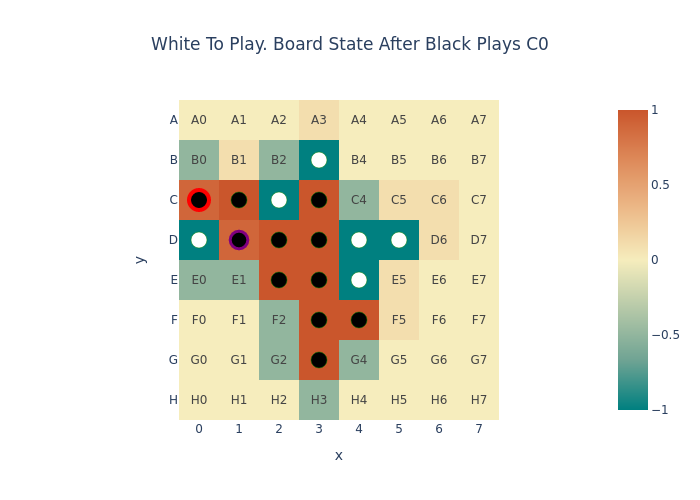 White To Play. Board State After Black Plays C0
A A0 A1 A2 A3 A4 A5 A6 A7
B B0 B1 B2 B4 B5 B6 B7
C C4 C5 C6 C7
D D6 D7
E E0 E1 E5 E6 E7
F F0 F1 F2 F5 F6 F7
G G0 G1 G2 G4 G5 G6 G7
H H0 H1 H2 H3 H4 H5 H6 H7
0 1 2 3 4 5 6 7
x
y
1
0.5
0
−0.5
−1